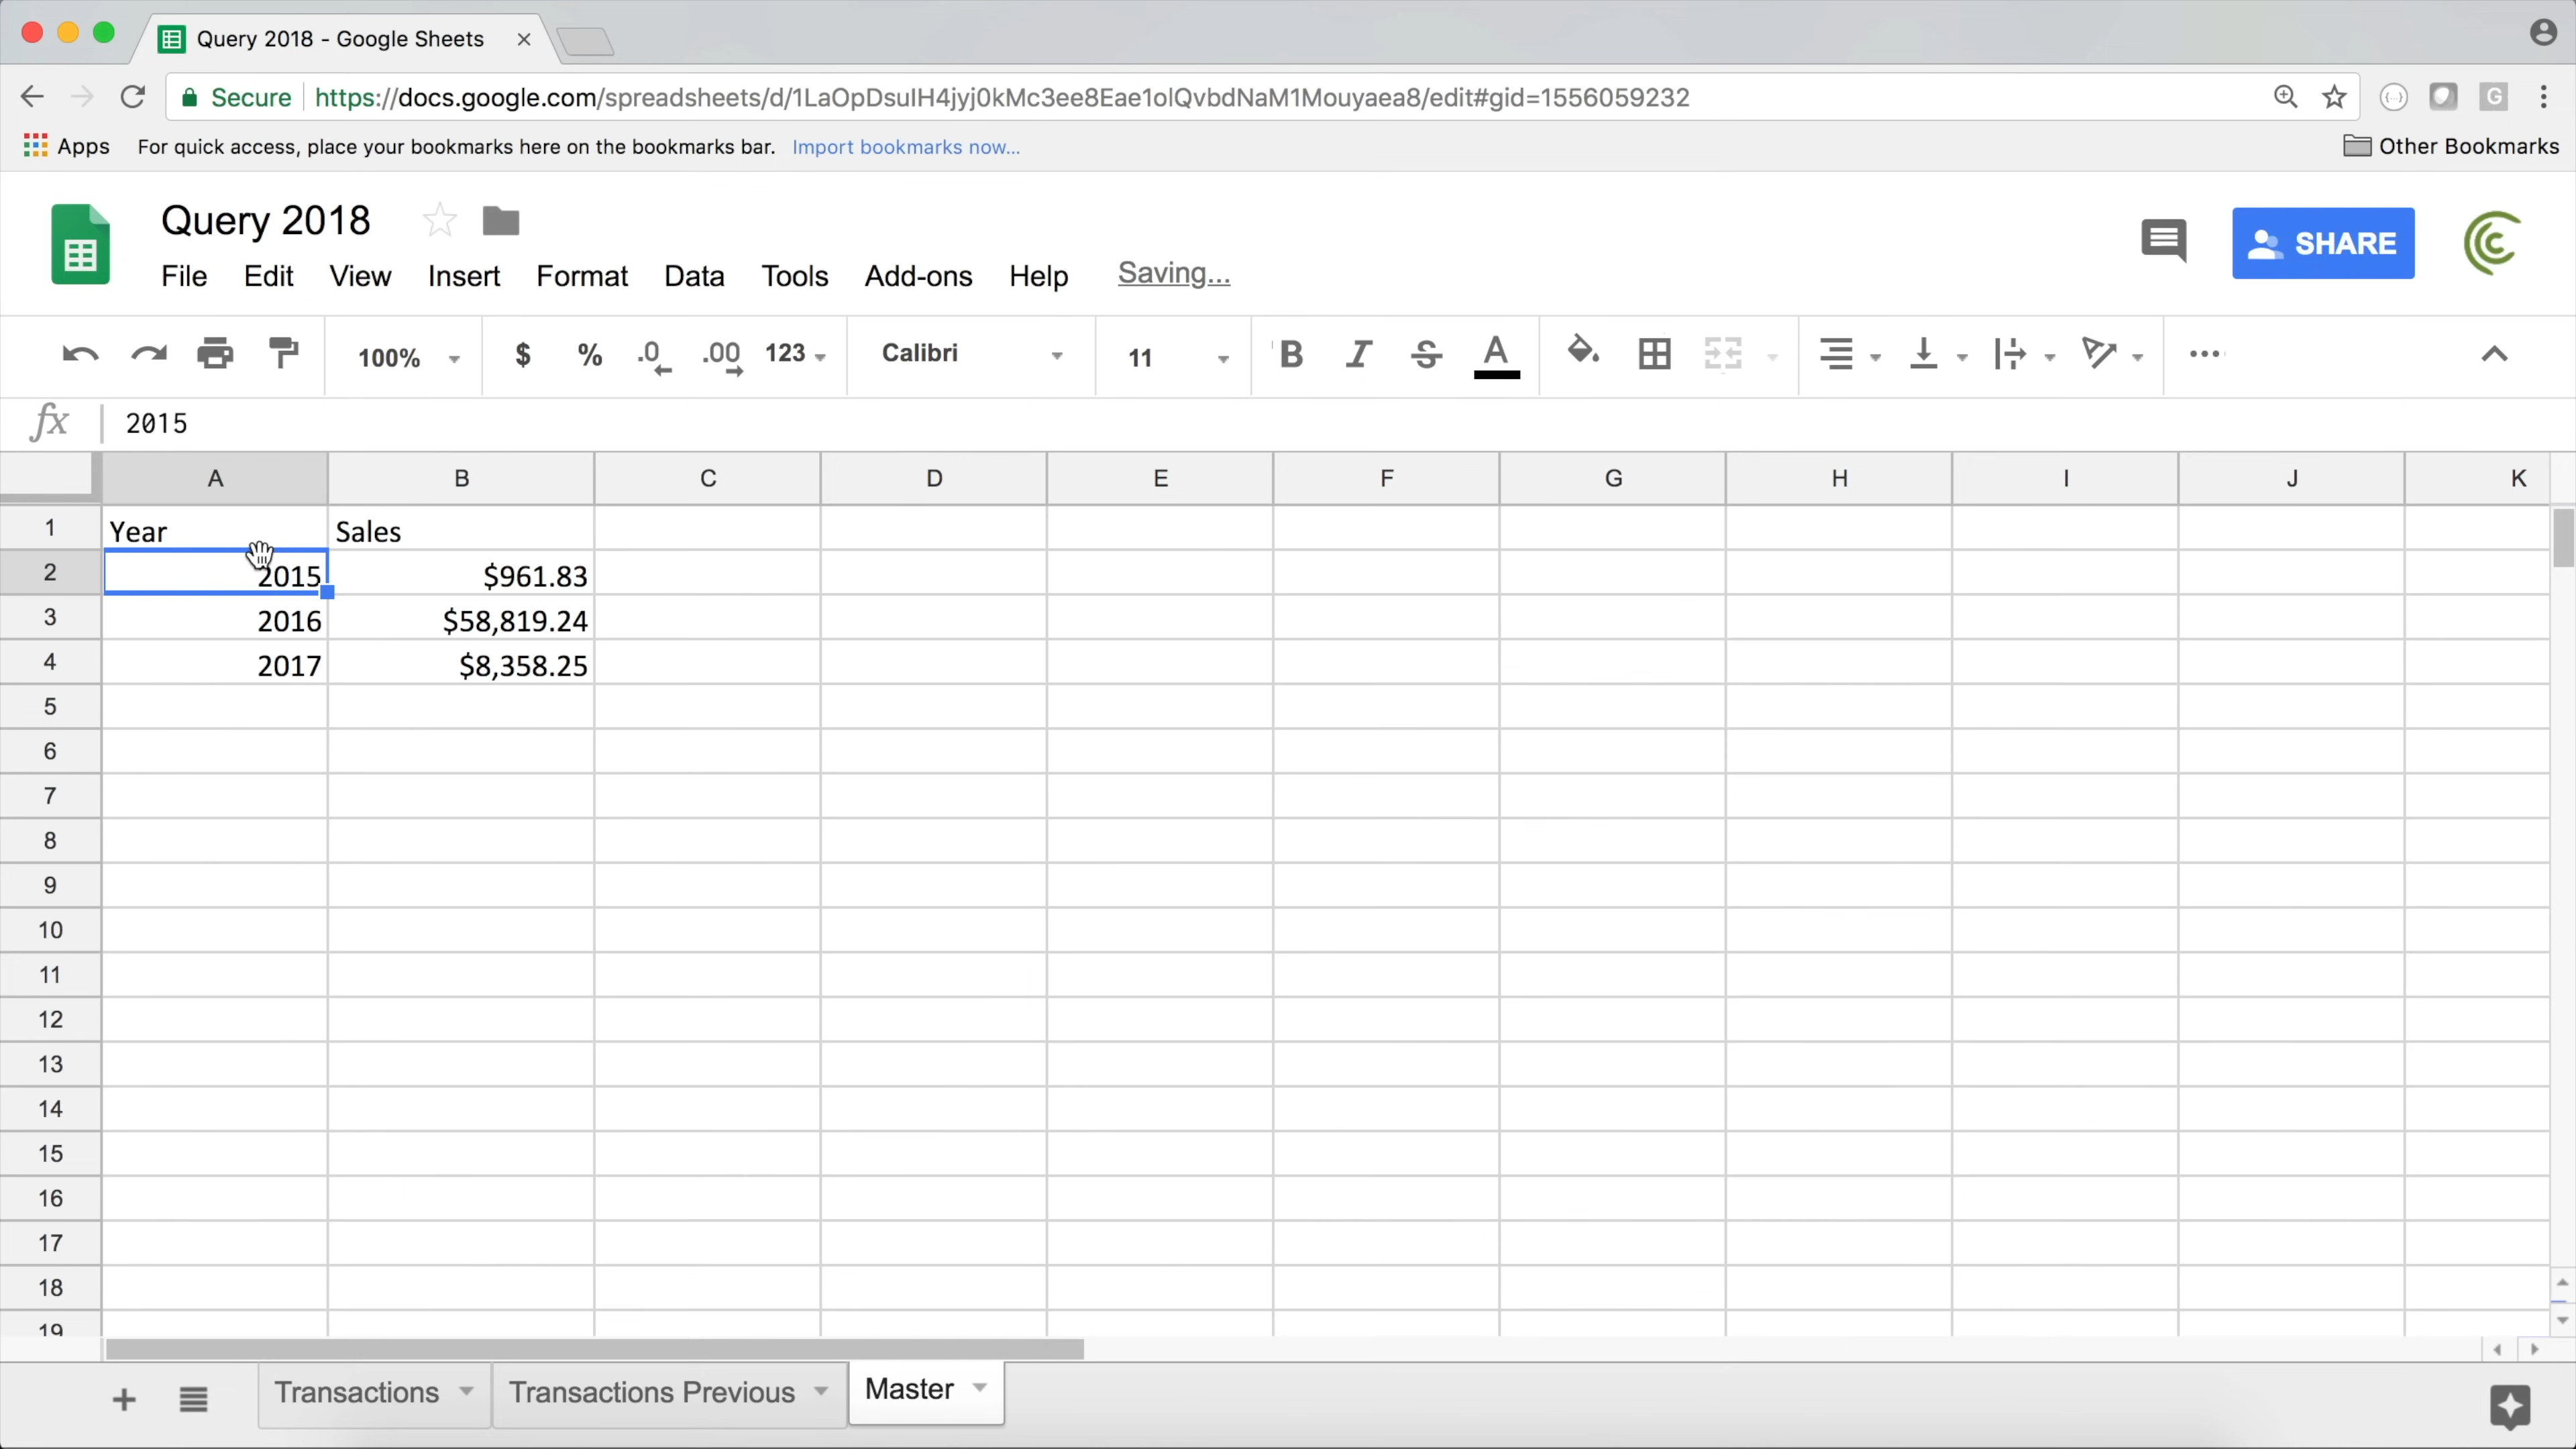 Query 2018 - Google Sheets
Secure https://docs.google.com/spreadsheets/d/1LaOpDsuIH4jyj0kMc3ee8Eae1olQvbdNaM1Mouyaea8/edit#gid=1556059232 G
Apps For quick access, place your bookmarks here on the bookmarks bar. Import bookmarks now... Other Bookmarks
Query 2018
SHARE
File Edit View Insert Format Data Tools Add-ons Help Saving...
100% $ % .0 .00 123 Calibri 11 B I S A
fx 2015
A B C D E F G H I J K
1 Year Sales
2 2015 $961.83
3 2016 $58,819.24
4 2017 $8,358.25
5
6
7
8
9
10
11
12
13
14
15
16
17
18
19
Transactions Transactions Previous Master